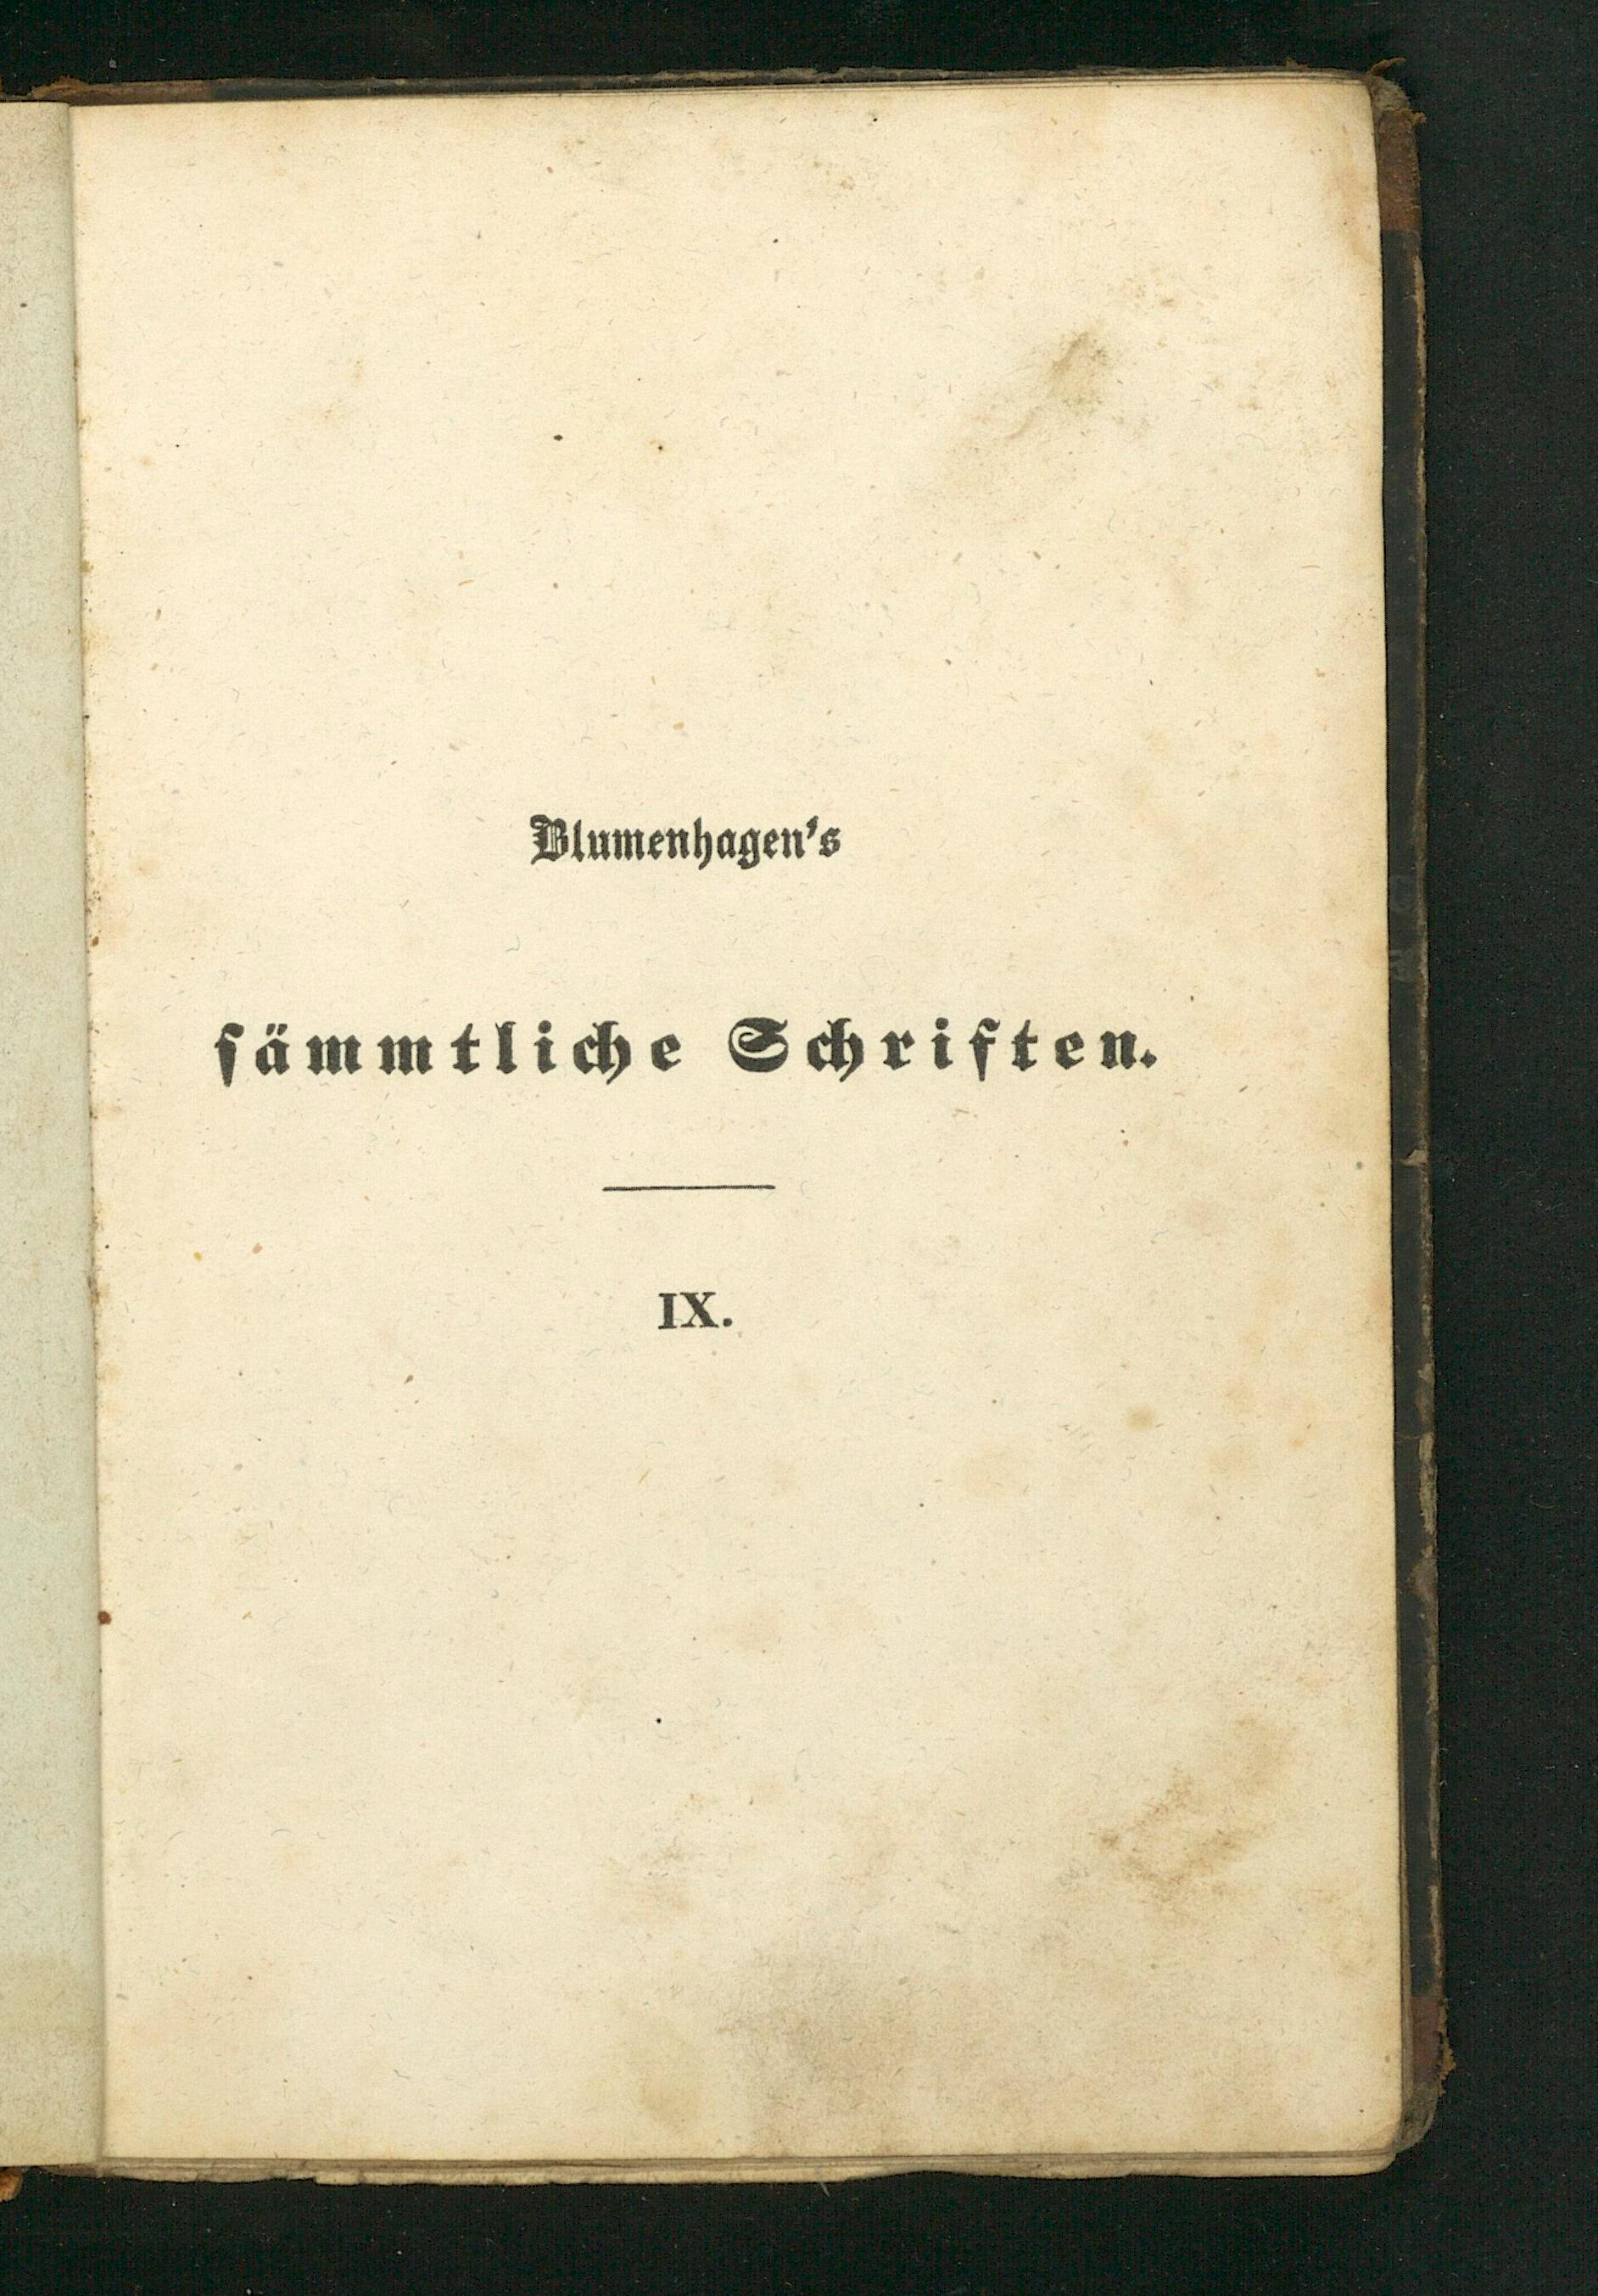 Blumenhagen's
sämmtliche Schriften.
IX.